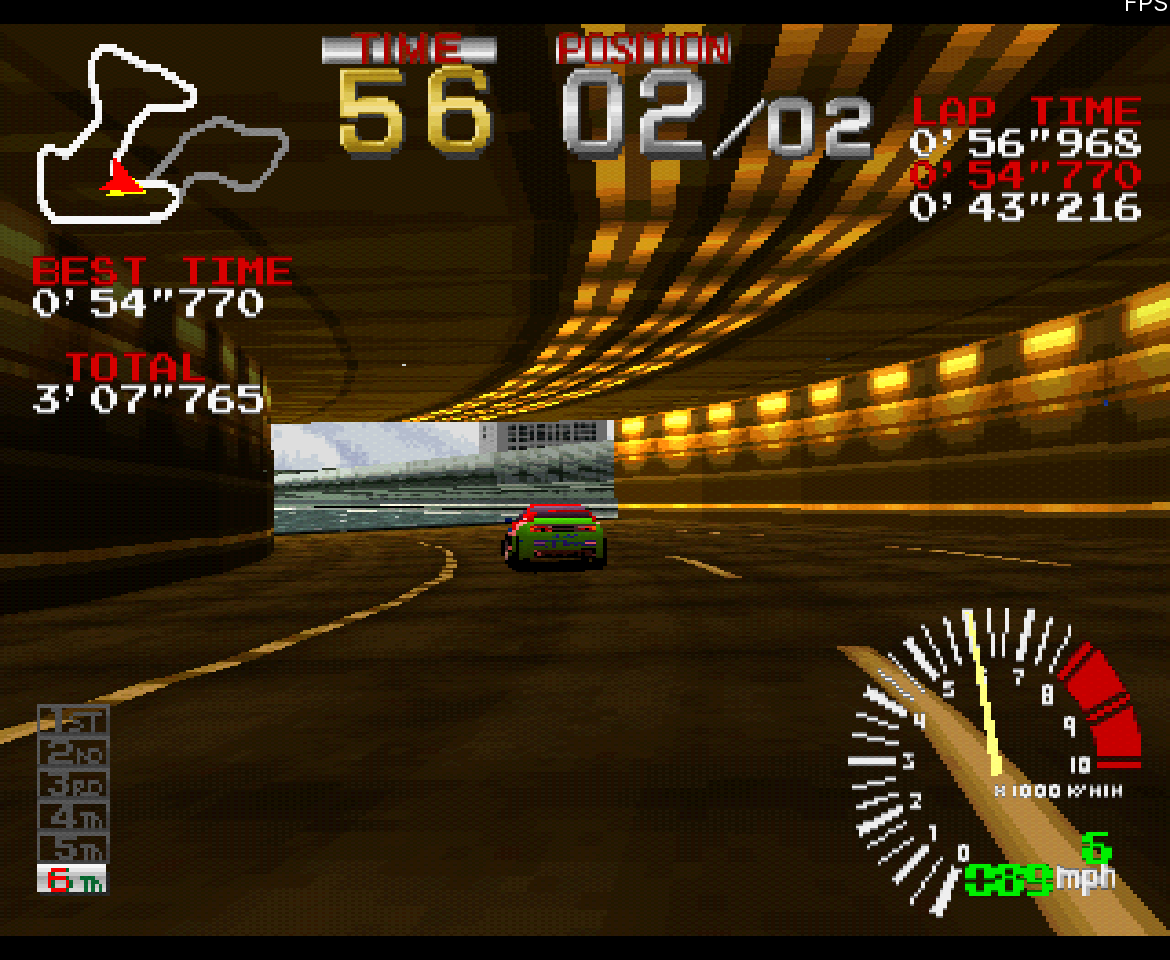 FPS
TIME POSITION
56 02/02
LAP TIME
0'56"968
0'54"770
0'43"216
BEST TIME
0'54"770
TOTAL
3'07"765
1ST
2ND
3RD
4TH
5TH
6TH
0
1
2
3
4
5
7
8
9
10
X1000 R/MIN
6
089mph